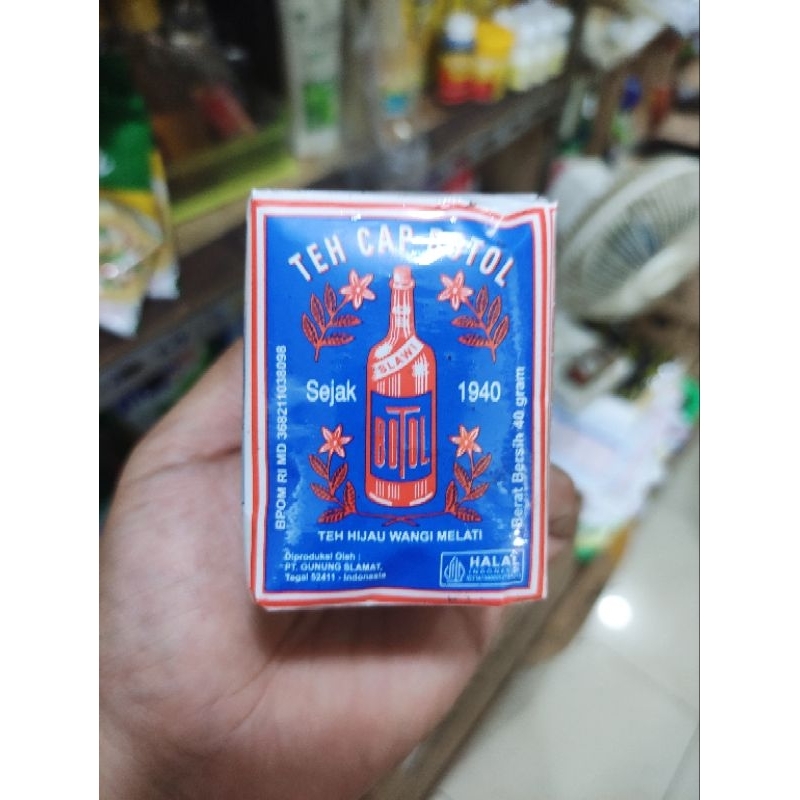 TEH CAP BOTOL
SLAWI
Sejak 1940
BOTOL
BPOM RI MD 368211038098
Berat Bersih 40 gram
TEH HIJAU WANGI MELATI
Diproduksi Oleh :
PT. GUNUNG SLAMAT,
Tegal 52411 - Indonesia
HALAL
INDONESIA